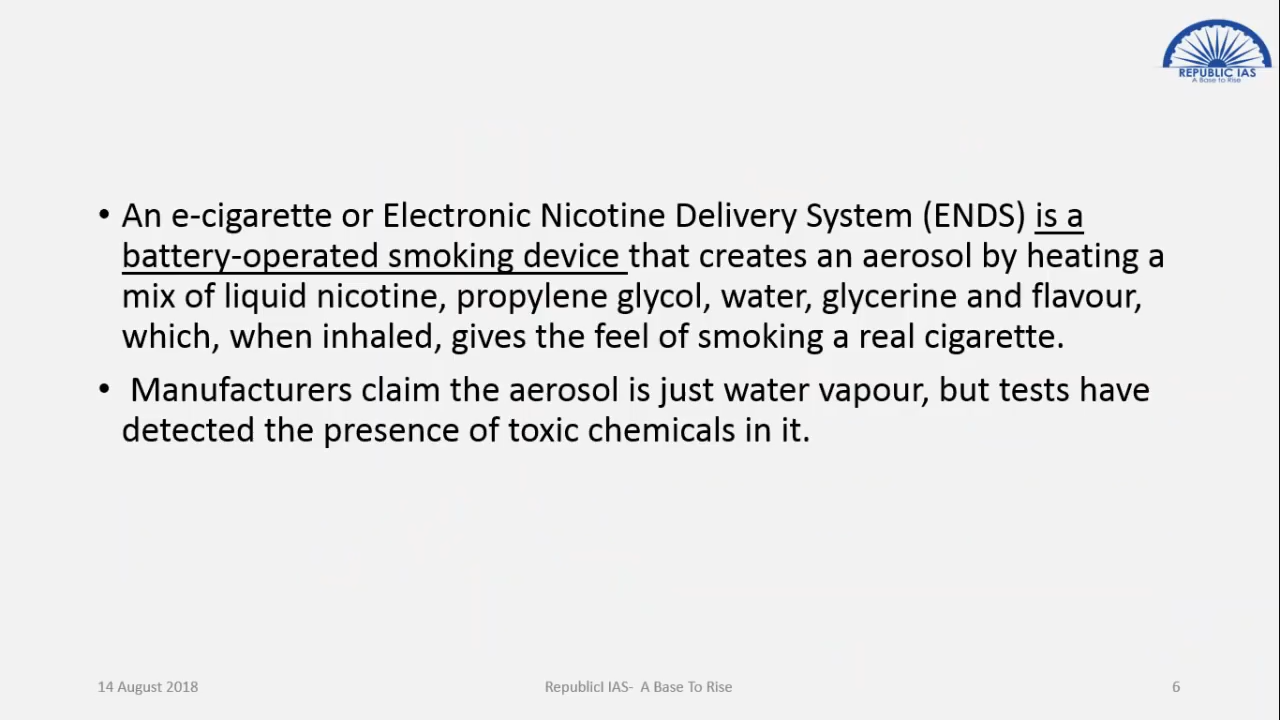 REPUBLIC IAS
A Base to Rise
• An e-cigarette or Electronic Nicotine Delivery System (ENDS) is a
battery-operated smoking device that creates an aerosol by heating a
mix of liquid nicotine, propylene glycol, water, glycerine and flavour,
which, when inhaled, gives the feel of smoking a real cigarette.
• Manufacturers claim the aerosol is just water vapour, but tests have
detected the presence of toxic chemicals in it.
14 August 2018
RepublicI IAS- A Base To Rise
6